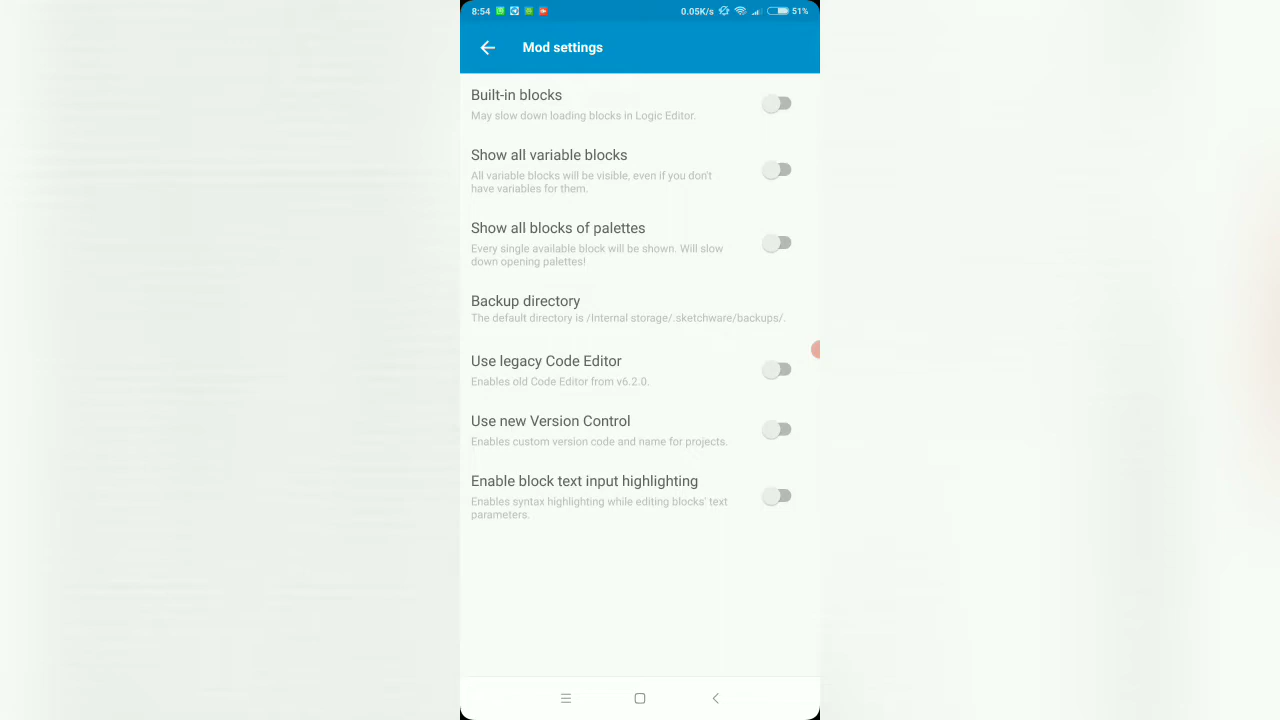 8:54
0.05K/s
51%
Mod settings
Built-in blocks
May slow down loading blocks in Logic Editor.
Show all variable blocks
All variable blocks will be visible, even if you don't
have variables for them.
Show all blocks of palettes
Every single available block will be shown. Will slow
down opening palettes!
Backup directory
The default directory is /Internal storage/.sketchware/backups/.
Use legacy Code Editor
Enables old Code Editor from v6.2.0.
Use new Version Control
Enables custom version code and name for projects.
Enable block text input highlighting
Enables syntax highlighting while editing blocks' text
parameters.